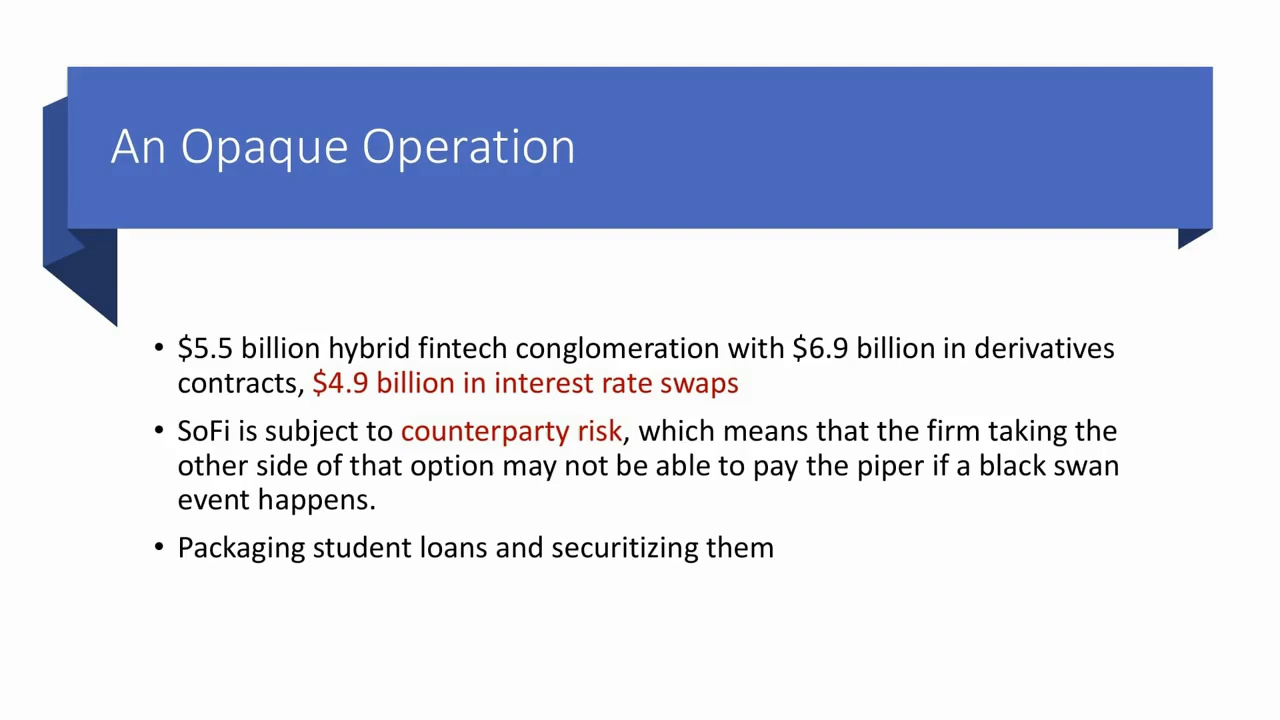 An Opaque Operation
• $5.5 billion hybrid fintech conglomeration with $6.9 billion in derivatives
contracts, $4.9 billion in interest rate swaps
• SoFi is subject to counterparty risk, which means that the firm taking the
other side of that option may not be able to pay the piper if a black swan
event happens.
• Packaging student loans and securitizing them